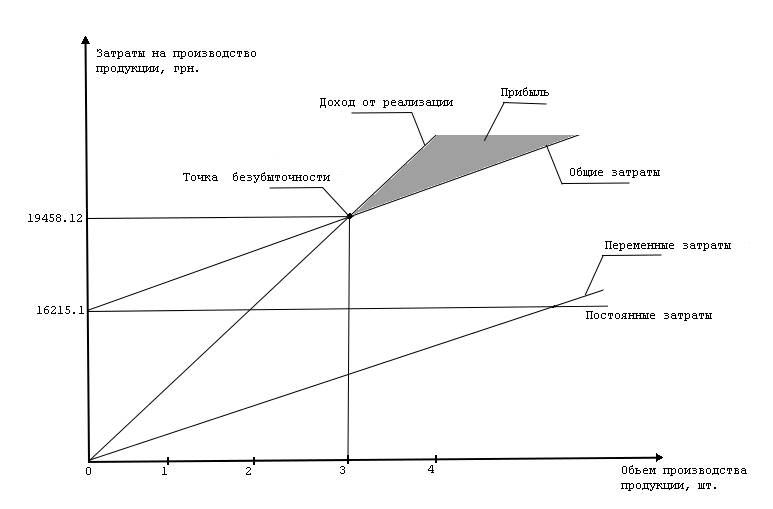 Затраты на производство
продукции, грн.
Прибыль
Доход от реализации
Точка безубыточности
Общие затраты
19458.12
Переменные затраты
16215.1
Постоянные затраты
0 1 2 3 4
Обьем производства
продукции, шт.